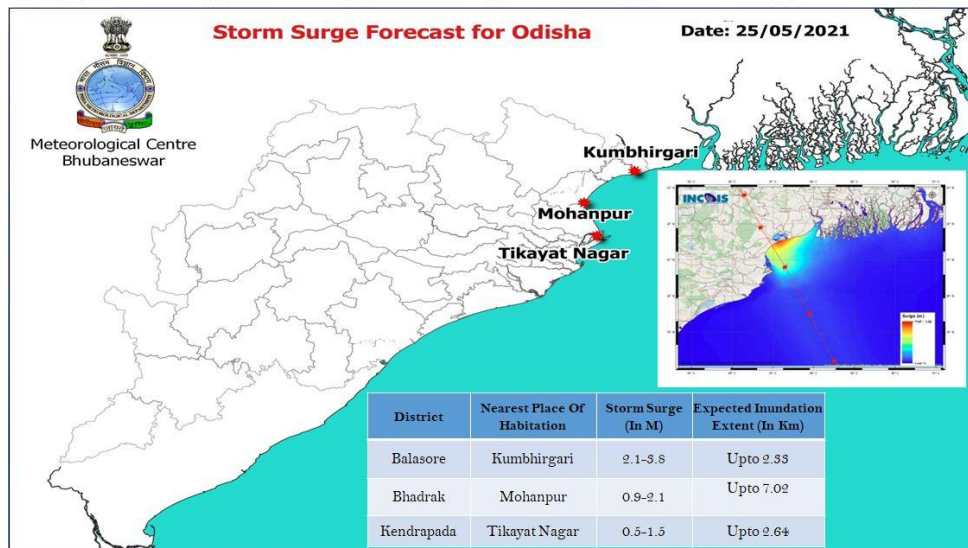 Storm Surge Forecast for Odisha
Date: 25/05/2021
Meteorological Centre
Bhubaneswar
Kumbhirgari
Mohanpur
Tikayat Nagar
INCOIS
Surge (m)
District Nearest Place Of Habitation Storm Surge (In M) Expected Inundation Extent (In Km)
Balasore Kumbhirgari 2.1-3.8 Upto 2.33
Bhadrak Mohanpur 0.9-2.1 Upto 7.02
Kendrapada Tikayat Nagar 0.5-1.5 Upto 2.64